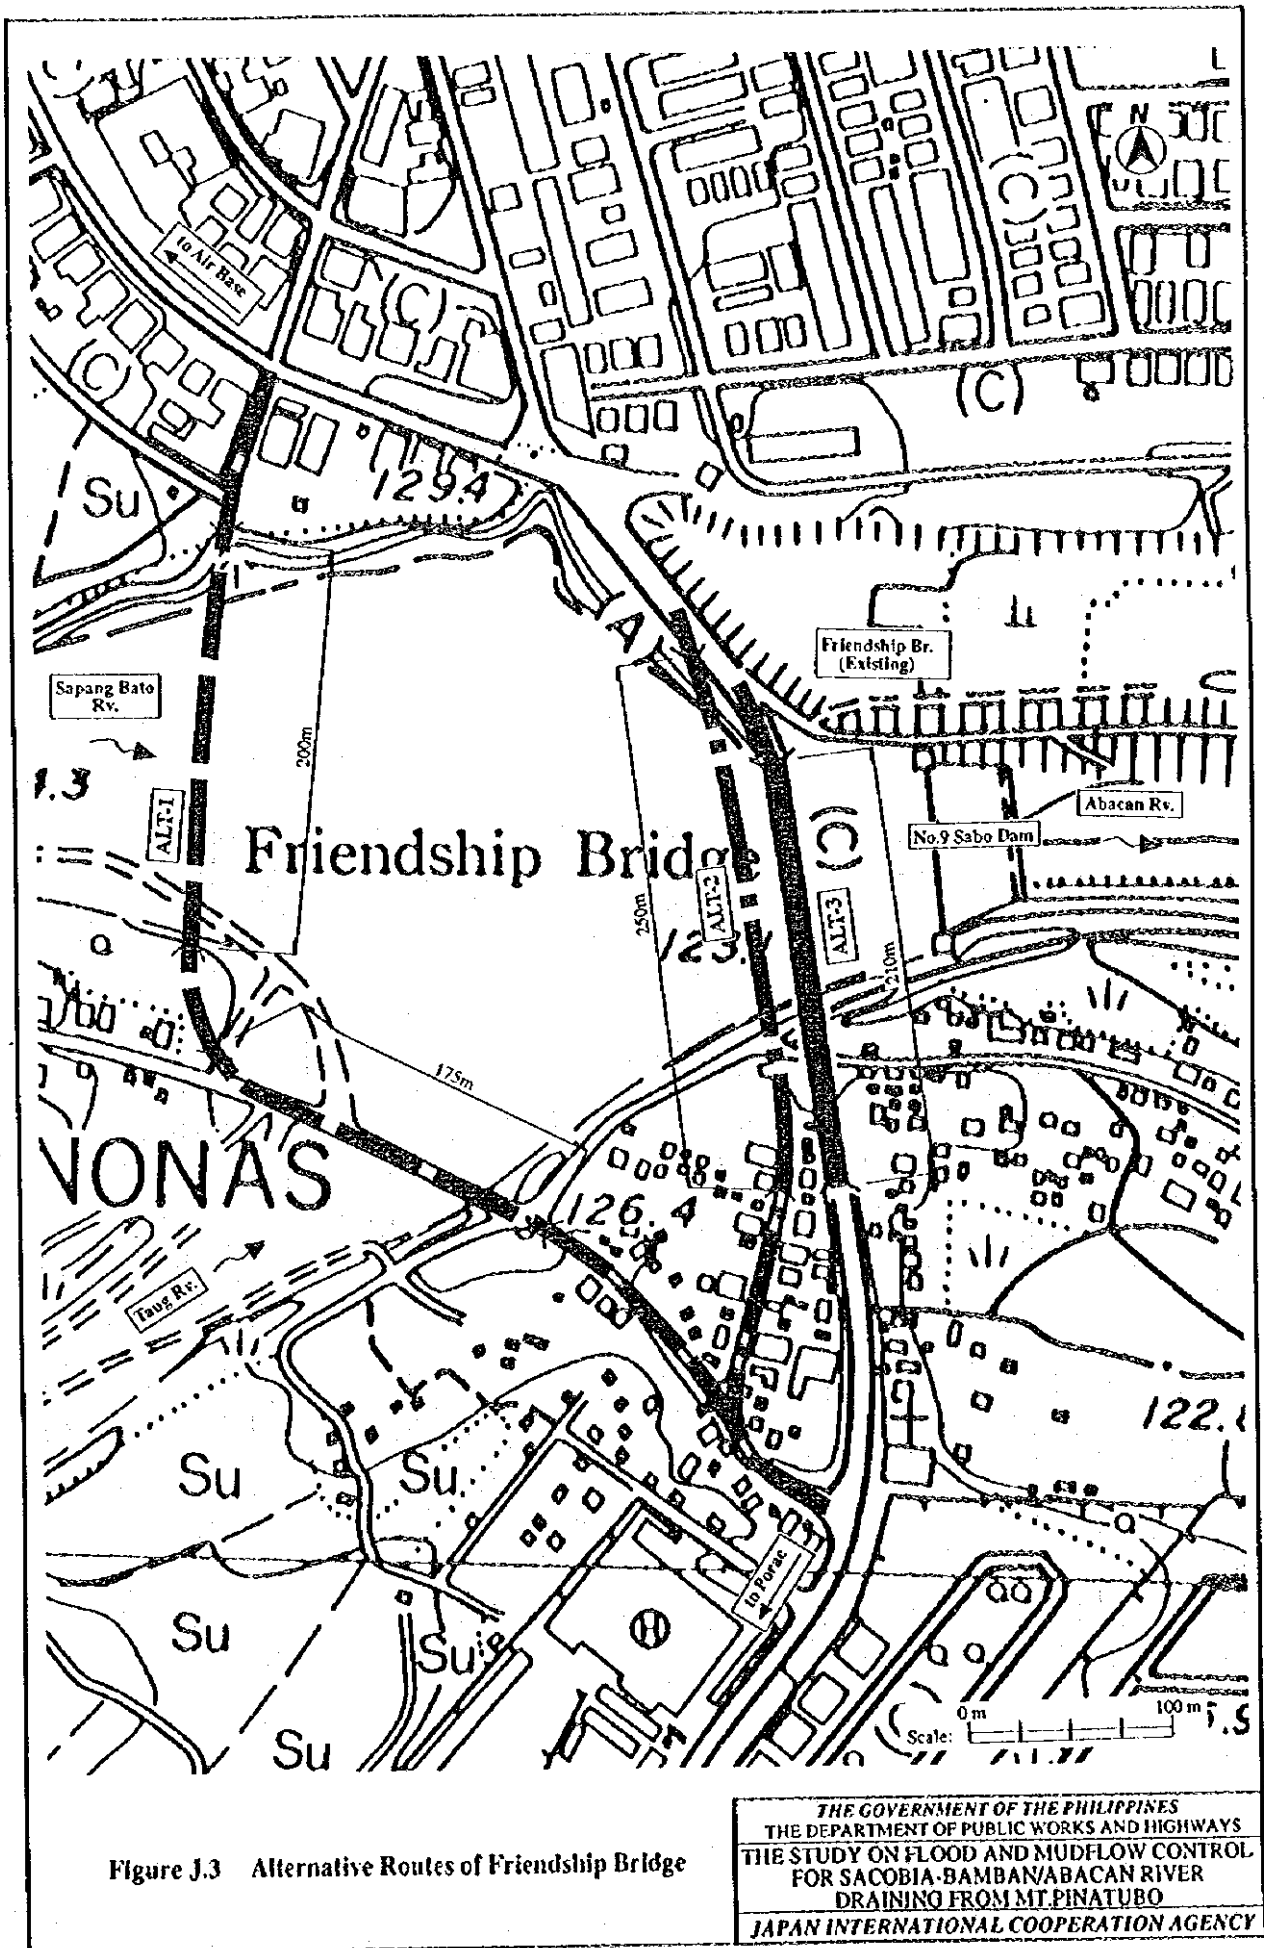 N
(C)
(C)
to Air Base
(C)
(C)
(C)
Su
129.4
(A)
Friendship Br.
(Existing)
Sapang Bato
Rv.
200m
ALT-1
Friendship Bridge
250m
ALT-2
(C)
ALT-3
210m
Abacan Rv.
No.9 Sabo Dam
Q
123.
175m
NONAS
126.4
Taug Rv.
122.
Su
Su
Q
to Porac
H
QQ
Su
Su
Q Q
Su
Q
0 m
100 m
Scale:
Figure J.3 Alternative Routes of Friendship Bridge
THE GOVERNMENT OF THE PHILIPPINES
THE DEPARTMENT OF PUBLIC WORKS AND HIGHWAYS
THE STUDY ON FLOOD AND MUDFLOW CONTROL
FOR SACOBIA-BAMBAN/ABACAN RIVER
DRAINING FROM MT.PINATUBO
JAPAN INTERNATIONAL COOPERATION AGENCY